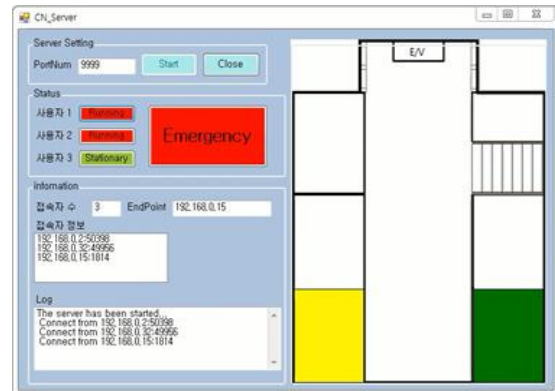 CN_Server
Server Setting
PortNum 9999 Start Close
Status
사용자 1 Running
사용자 2 Running
사용자 3 Stationary
Emergency
Infomation
접속자 수 3 EndPoint 192,168,0,15
접속자 정보
192,168,0,2:50398
192,168,0,32:49956
192,168,0,15:1814
Log
The server has been started...
Connect from 192,168,0,2:50398
Connect from 192,168,0,32:49956
Connect from 192,168,0,15:1814
E/V